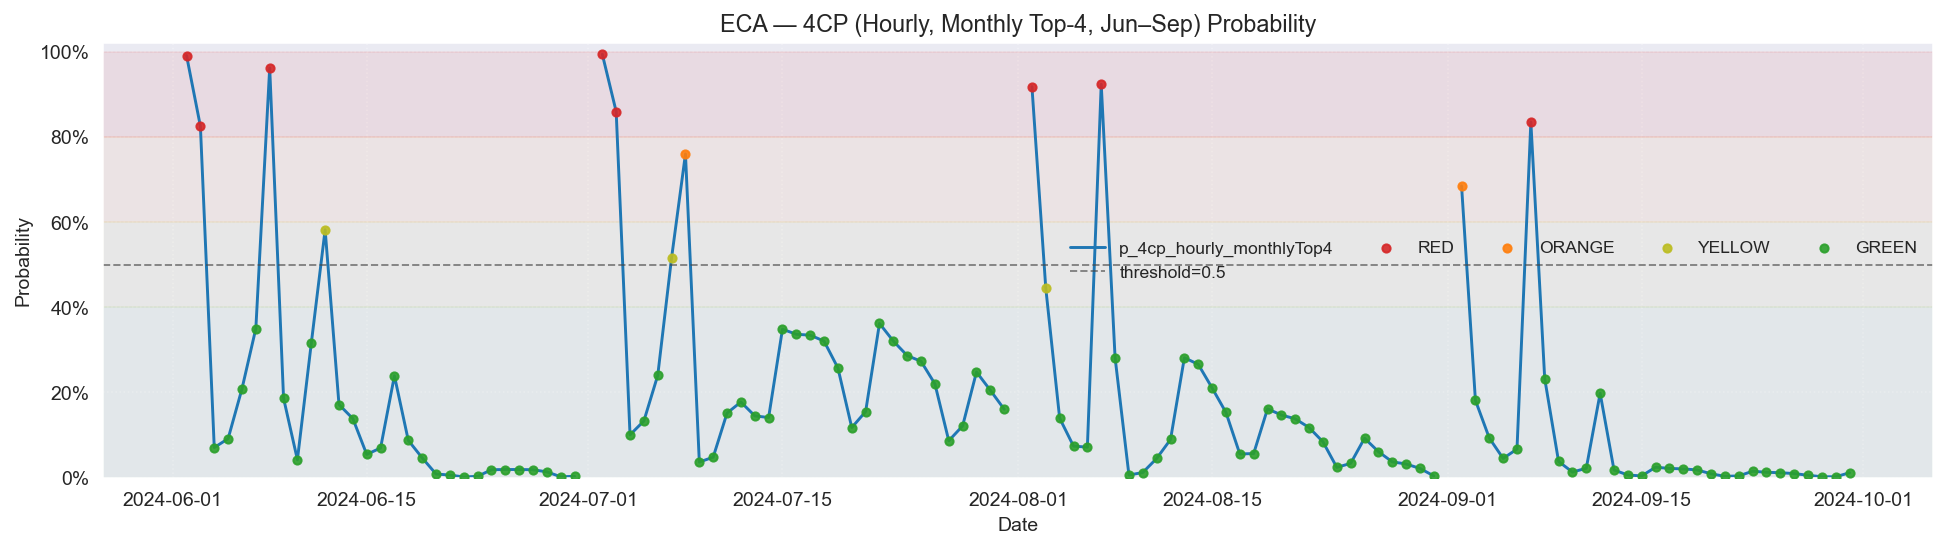 ECA — 4CP (Hourly, Monthly Top-4, Jun–Sep) Probability
100%
80%
60%
40%
20%
0%
Probability
p_4cp_hourly_monthlyTop4 RED ORANGE YELLOW GREEN
threshold=0.5
2024-06-01 2024-06-15 2024-07-01 2024-07-15 2024-08-01 2024-08-15 2024-09-01 2024-09-15 2024-10-01
Date